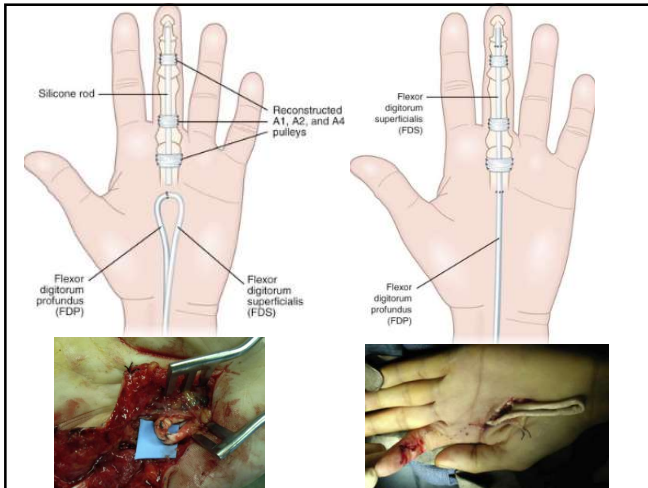 Silicone rod
Reconstructed
A1, A2, and A4
pulleys
Flexor
digitorum
profundus
(FDP)
Flexor
digitorum
superficialis
(FDS)
Flexor
digitorum
superficialis
(FDS)
Flexor
digitorum
profundus
(FDP)